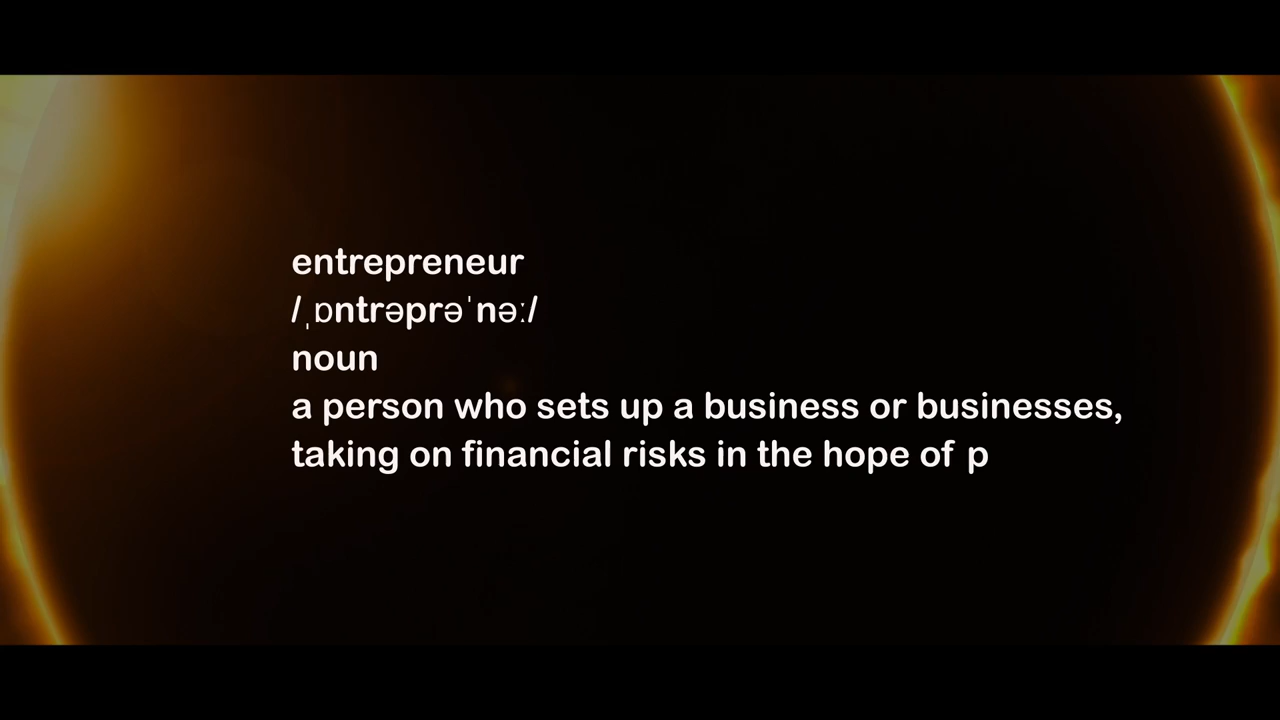 entrepreneur
/ˌɒntrəprəˈnəː/
noun
a person who sets up a business or businesses,
taking on financial risks in the hope of p